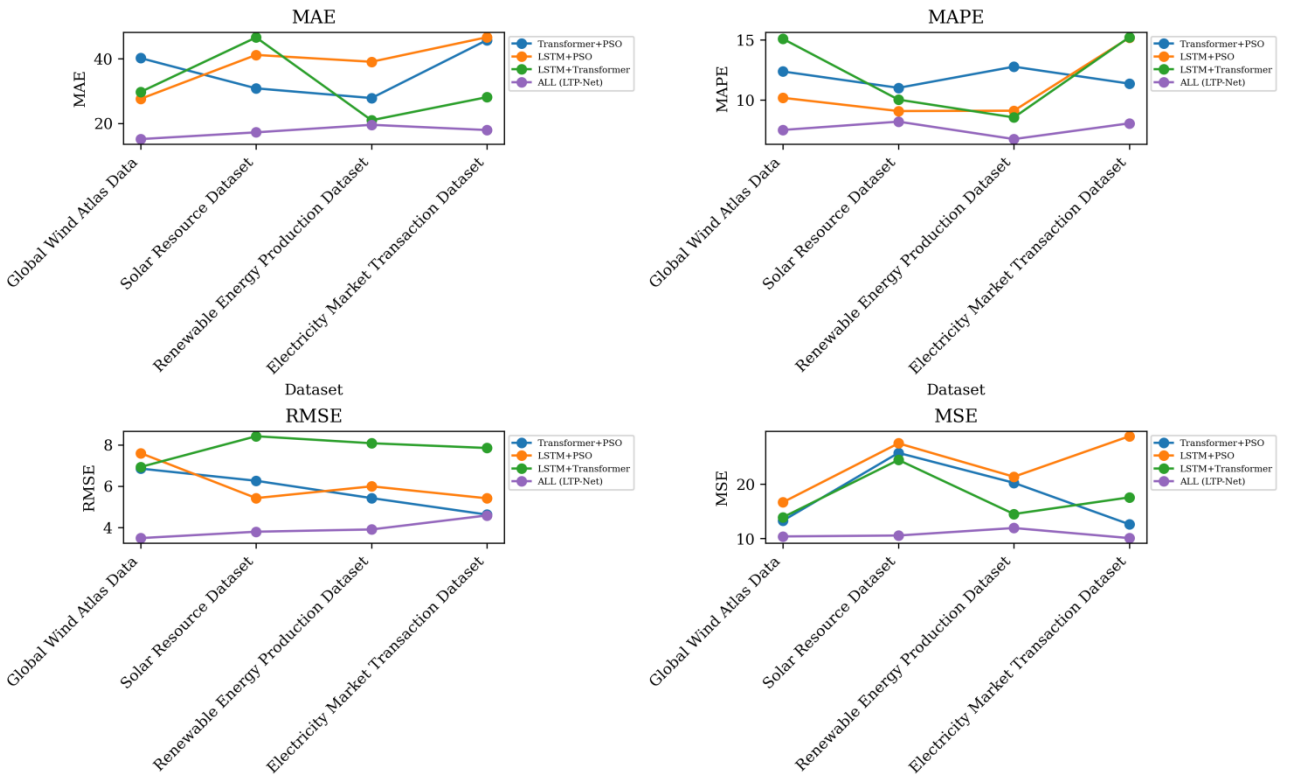 MAE
MAE
40
20
Transformer+PSO
LSTM+PSO
LSTM+Transformer
ALL (LTP-Net)
Global Wind Atlas Data
Solar Resource Dataset
Renewable Energy Production Dataset
Electricity Market Transaction Dataset
Dataset
MAPE
MAPE
15
10
Transformer+PSO
LSTM+PSO
LSTM+Transformer
ALL (LTP-Net)
Global Wind Atlas Data
Solar Resource Dataset
Renewable Energy Production Dataset
Electricity Market Transaction Dataset
Dataset
RMSE
RMSE
8
6
4
Transformer+PSO
LSTM+PSO
LSTM+Transformer
ALL (LTP-Net)
Global Wind Atlas Data
Solar Resource Dataset
Renewable Energy Production Dataset
Electricity Market Transaction Dataset
MSE
MSE
20
10
Transformer+PSO
LSTM+PSO
LSTM+Transformer
ALL (LTP-Net)
Global Wind Atlas Data
Solar Resource Dataset
Renewable Energy Production Dataset
Electricity Market Transaction Dataset